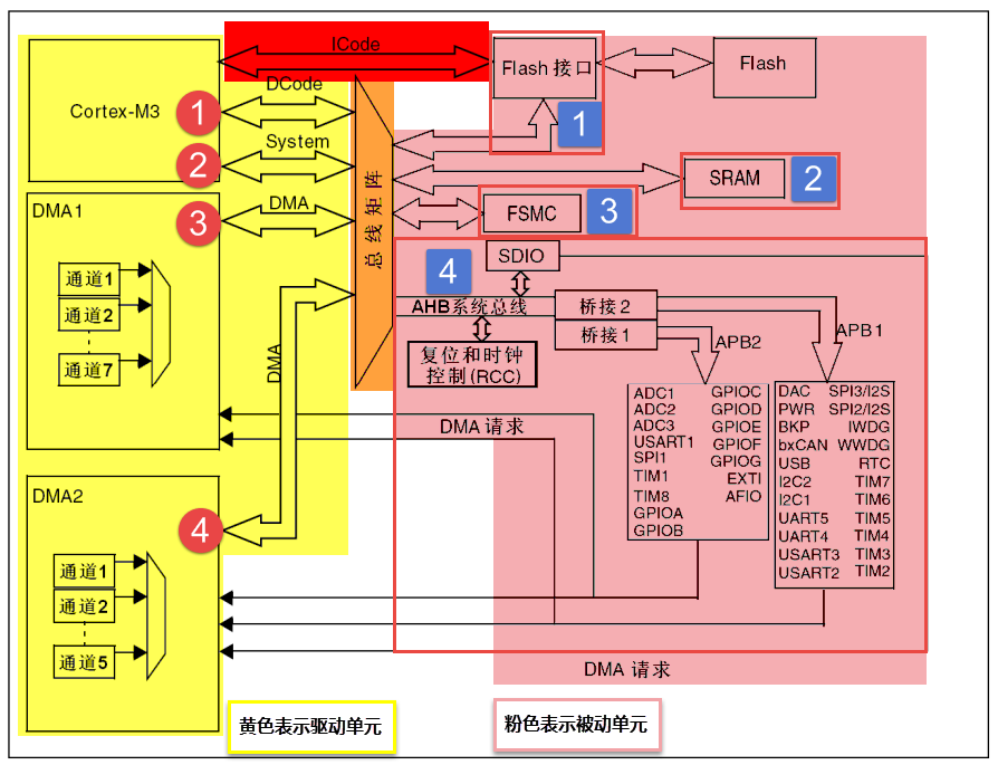 ICode
DCode
Cortex-M3
1
System
2
DMA
3
DMA1
通道1
通道2
通道7
DMA
DMA2
4
通道1
通道2
通道5
总线矩阵
Flash 接口
1
Flash
SRAM
2
FSMC
3
SDIO
4
AHB系统总线
桥接 2
桥接 1
复位和时钟
控制(RCC)
APB2
APB1
ADC1 GPIOC
ADC2 GPIOD
ADC3 GPIOE
USART1 GPIOF
SPI1 GPIOG
TIM1 EXTI
TIM8 AFIO
GPIOA
GPIOB
DAC SPI3/I2S
PWR SPI2/I2S
BKP IWDG
bxCAN WWDG
USB RTC
I2C2 TIM7
I2C1 TIM6
UART5 TIM5
UART4 TIM4
USART3 TIM3
USART2 TIM2
DMA 请求
DMA 请求
黄色表示驱动单元
粉色表示被动单元